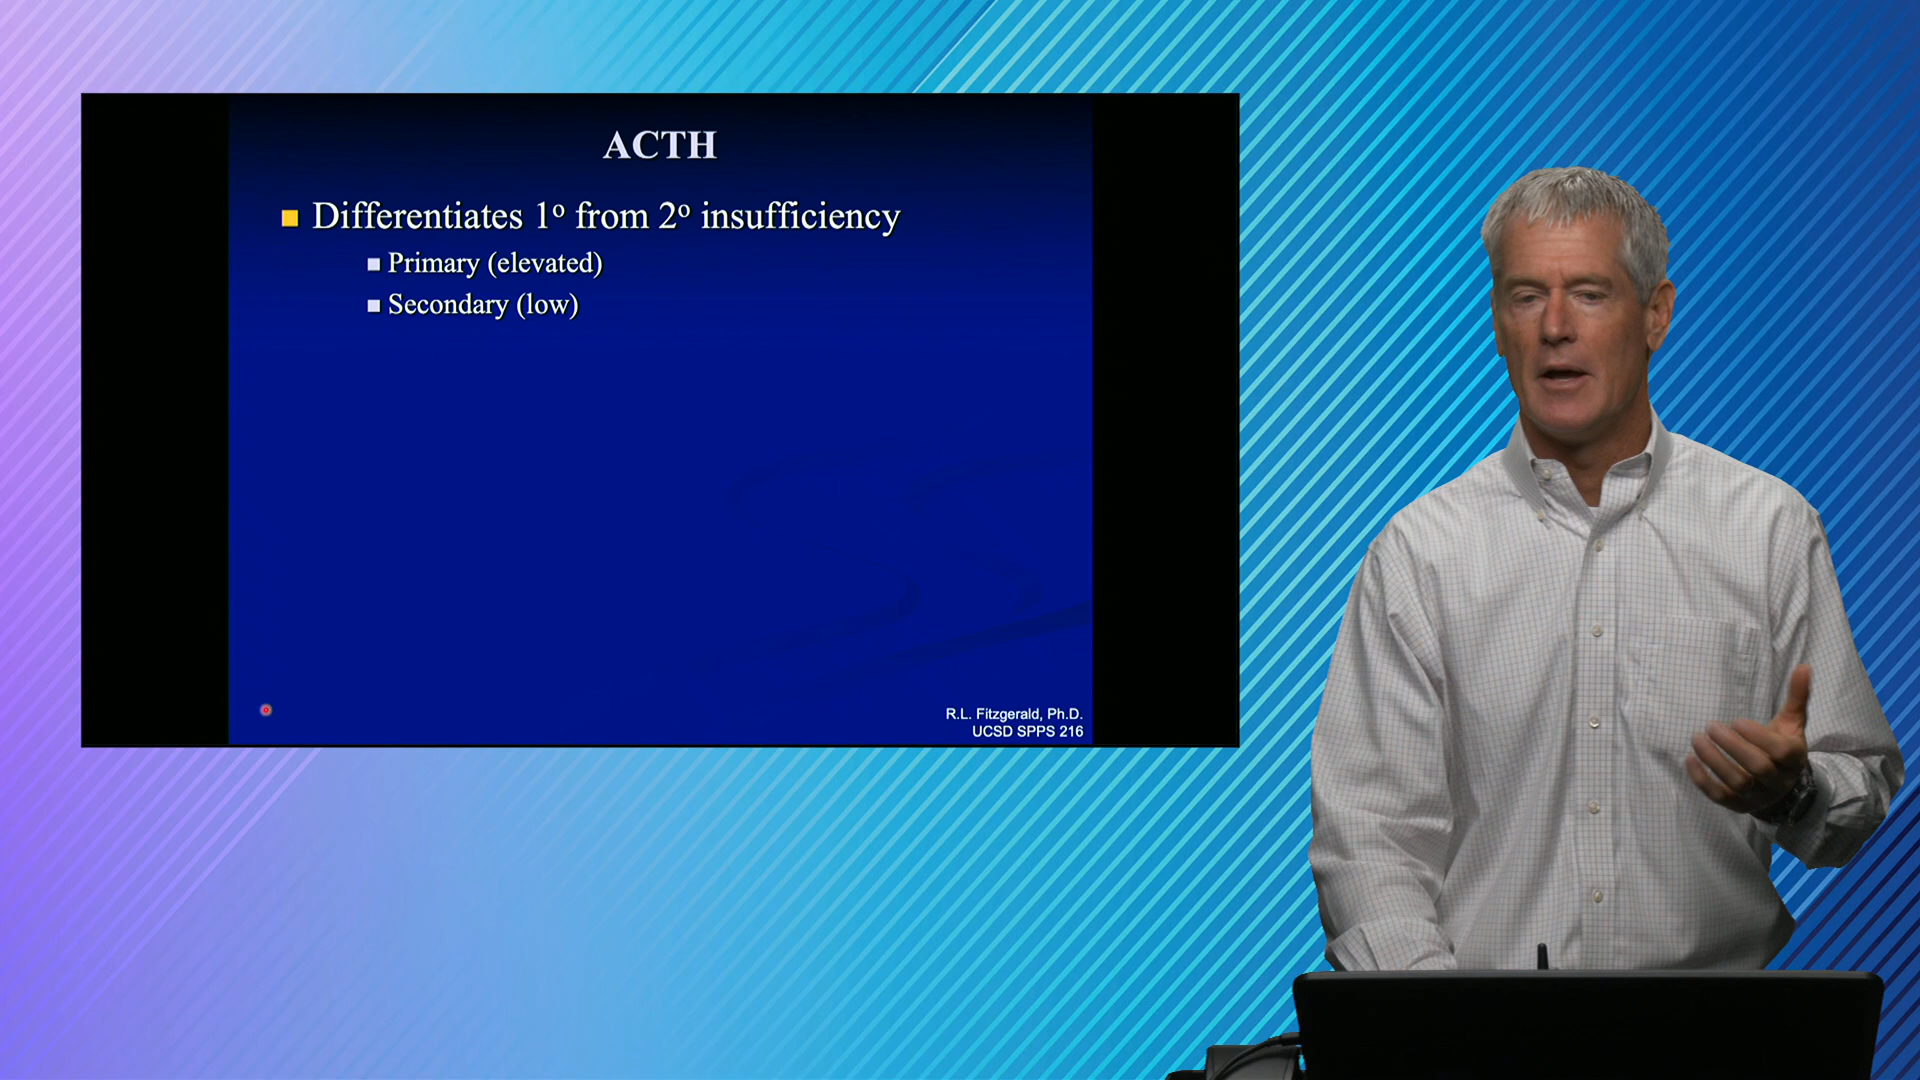 ACTH
Differentiates 1º from 2º insufficiency
Primary (elevated)
Secondary (low)
R.L. Fitzgerald, Ph.D.
UCSD SPPS 216